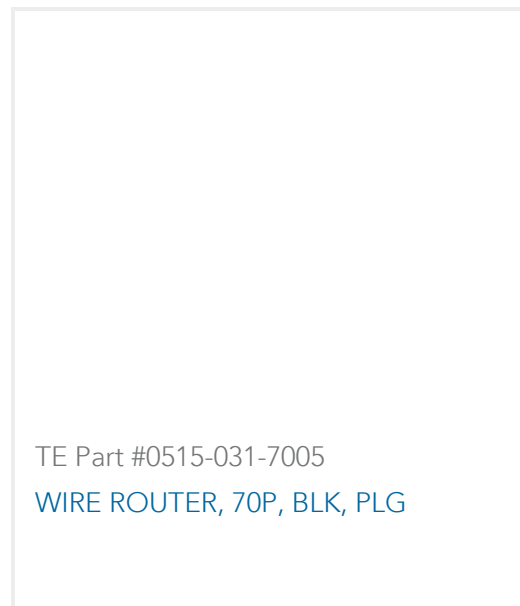 TE Part #0515-031-7005
WIRE ROUTER, 70P, BLK, PLG